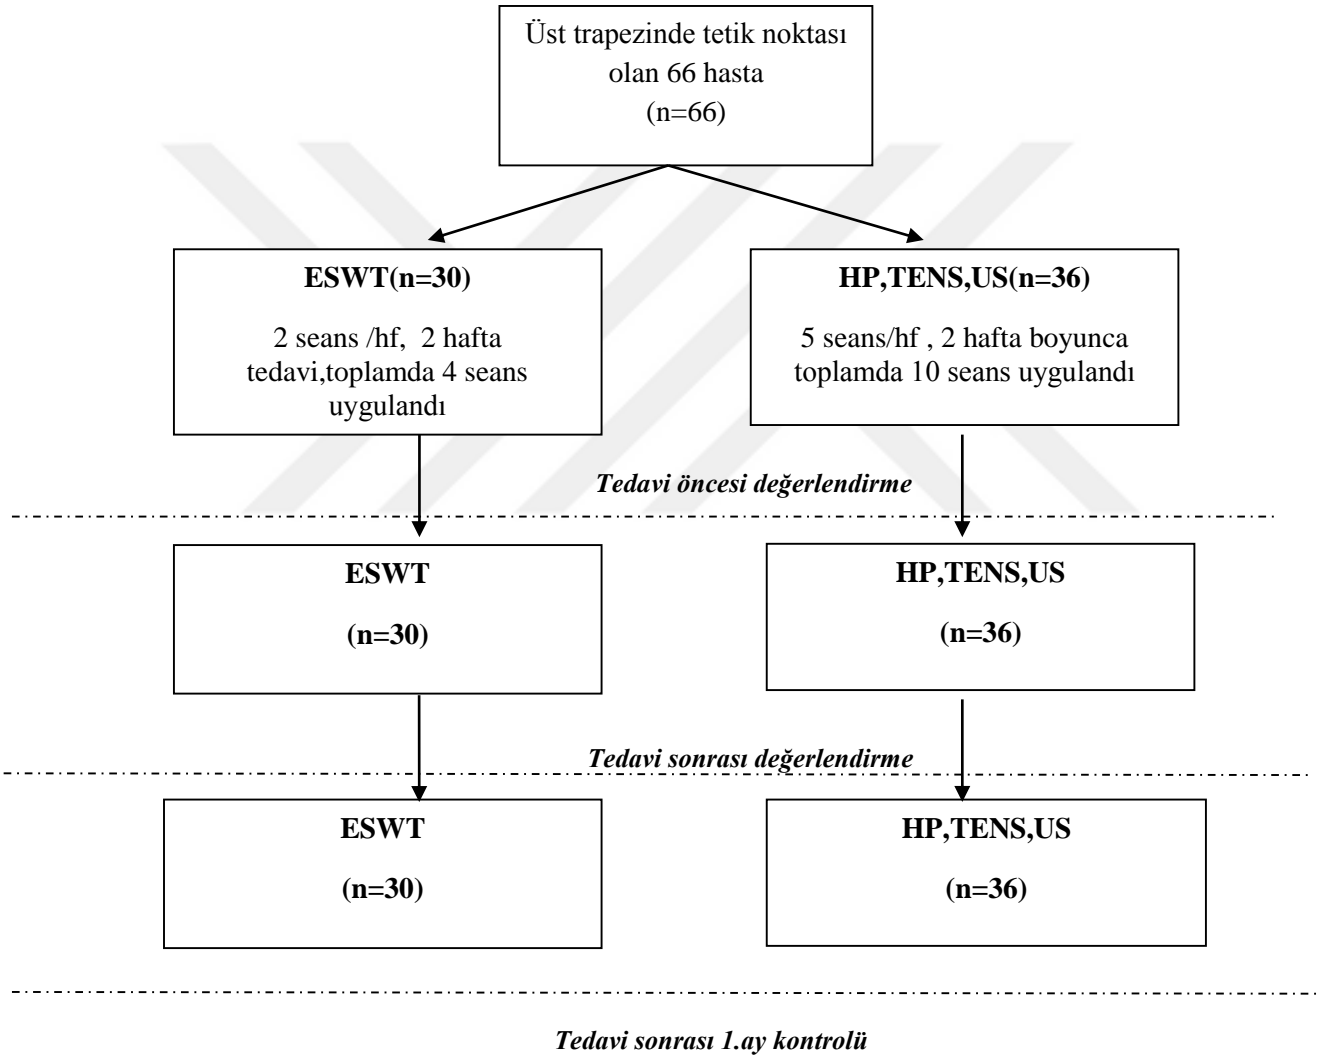 Üst trapezinde tetik noktası
olan 66 hasta
(n=66)
ESWT(n=30)
2 seans /hf, 2 hafta
tedavi,toplamda 4 seans
uygulandı
HP,TENS,US(n=36)
5 seans/hf , 2 hafta boyunca
toplamda 10 seans uygulandı
Tedavi öncesi değerlendirme
ESWT
(n=30)
HP,TENS,US
(n=36)
Tedavi sonrası değerlendirme
ESWT
(n=30)
HP,TENS,US
(n=36)
Tedavi sonrası 1.ay kontrolü